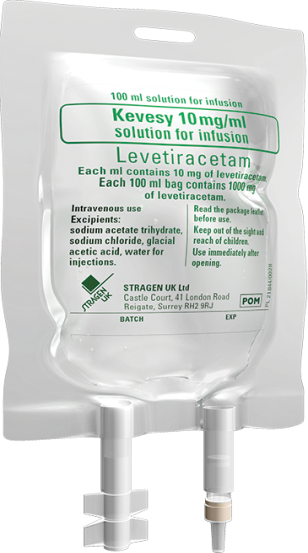 100 ml solution for infusion
Kevesy 10 mg/ml
solution for infusion
Levetiracetam
Each ml contains 10 mg of levetiracetam.
Each 100 ml bag contains 1000 mg
of levetiracetam.
Intravenous use
Excipients:
sodium acetate trihydrate,
sodium chloride, glacial
acetic acid, water for
injections.
Read the package leaflet
before use.
Keep out of the sight and
reach of children.
Use immediately after
opening.
STRAGEN UK
STRAGEN UK Ltd
Castle Court, 41 London Road
Reigate, Surrey RH2 9RJ
POM
BATCH
EXP
PL 21844/0028